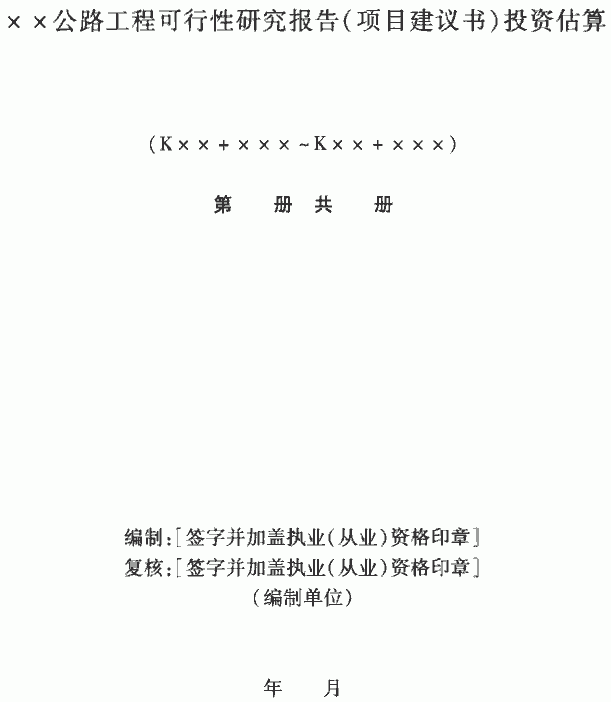 ××公路工程可行性研究报告(项目建议书)投资估算
(K××+×××~K××+×××)
第　　册　共　　册
编制:[签字并加盖执业(从业)资格印章]
复核:[签字并加盖执业(从业)资格印章]
(编制单位)
年　　月